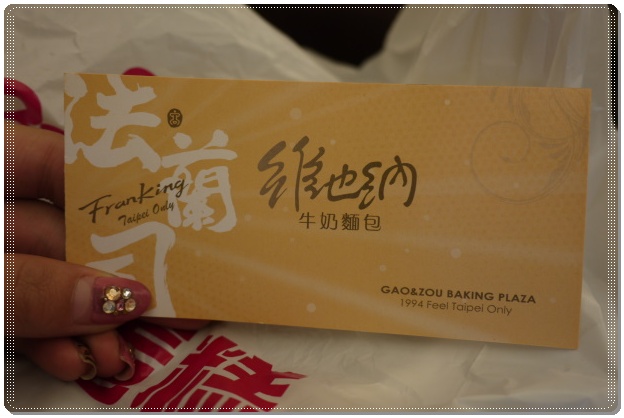 法蘭司
Franking
Taipei Only
維也納
牛奶麵包
GAO&ZOU BAKING PLAZA
1994 Feel Taipei Only